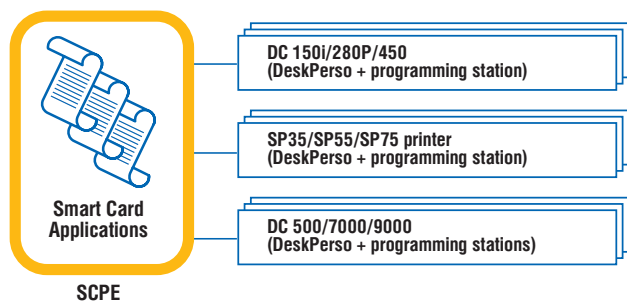 DC 150i/280P/450
(DeskPerso + programming station)
SP35/SP55/SP75 printer
(DeskPerso + programming station)
Smart Card
Applications
DC 500/7000/9000
(DeskPerso + programming stations)
SCPE